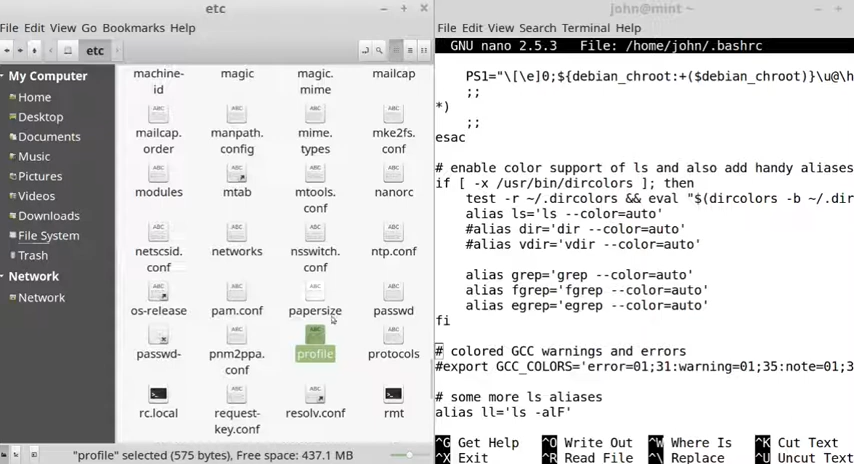 etc
File Edit View Go Bookmarks Help
etc
My Computer
Home
Desktop
Documents
Music
Pictures
Videos
Downloads
File System
Trash
Network
Network
machine-
id
magic
magic.
mime
mailcap
mailcap.
order
manpath.
config
mime.
types
mke2fs.
conf
modules
mtab
mtools.
conf
nanorc
netscsid.
conf
networks
nsswitch.
conf
ntp.conf
os-release
pam.conf
papersize
passwd
passwd-
pnm2ppa.
conf
profile
protocols
rc.local
request-
key.conf
resolv.conf
rmt
"profile" selected (575 bytes), Free space: 437.1 MB
john@mint ~
File Edit View Search Terminal Help
GNU nano 2.5.3 File: /home/john/.bashrc
PS1="\[\e]0;${debian_chroot:+($debian_chroot)}\u@\h
;;
*)
;;
esac
# enable color support of ls and also add handy aliases
if [ -x /usr/bin/dircolors ]; then
test -r ~/.dircolors && eval "$(dircolors -b ~/.dir
alias ls='ls --color=auto'
#alias dir='dir --color=auto'
#alias vdir='vdir --color=auto'
alias grep='grep --color=auto'
alias fgrep='fgrep --color=auto'
alias egrep='egrep --color=auto'
fi
# colored GCC warnings and errors
#export GCC_COLORS='error=01;31:warning=01;35:note=01;3
# some more ls aliases
alias ll='ls -alF'
^G Get Help ^O Write Out ^W Where Is ^K Cut Text
^X Exit ^R Read File ^\ Replace ^U Uncut Text